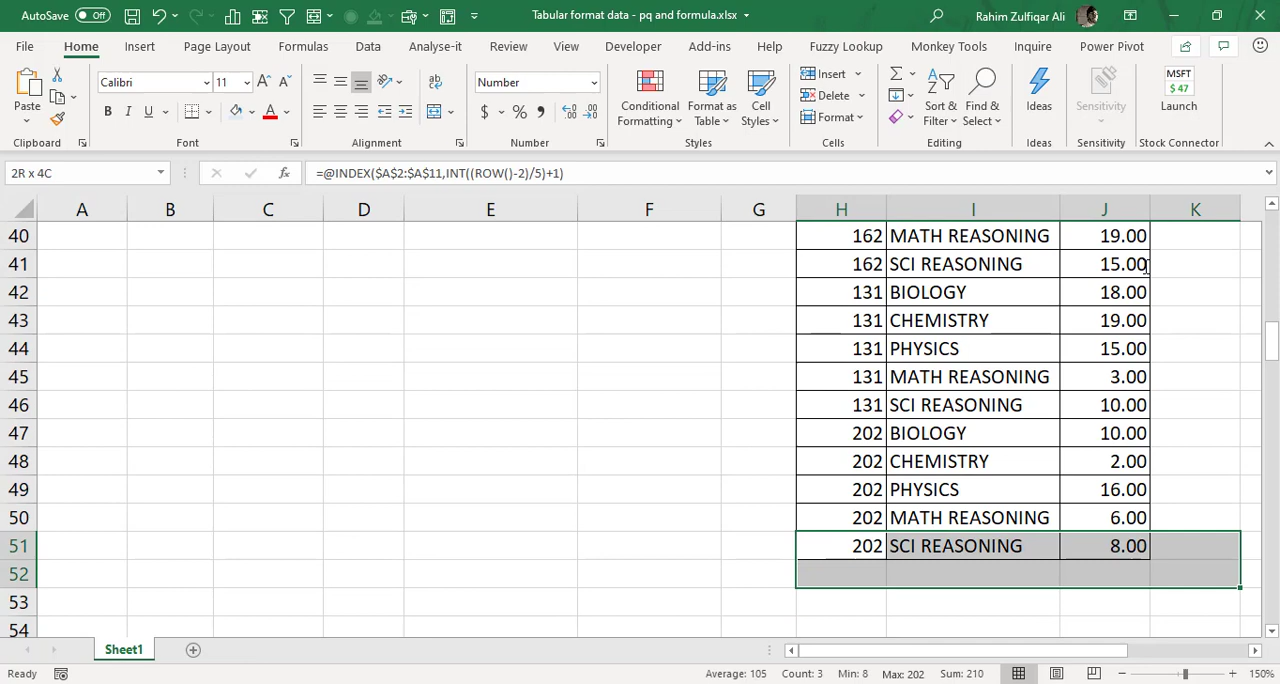 AutoSave Off Tabular format data - pq and formula.xlsx Rahim Zulfiqar Ali
File Home Insert Page Layout Formulas Data Analyse-it Review View Developer Add-ins Help Fuzzy Lookup Monkey Tools Inquire Power Pivot
Paste Calibri 11 Number Conditional Formatting Format as Table Cell Styles Insert Delete Format Sort & Filter Find & Select Ideas Sensitivity MSFT $ 47 Launch
Clipboard Font Alignment Number Styles Cells Editing Ideas Sensitivity Stock Connector
2R x 4C =@INDEX($A$2:$A$11,INT((ROW()-2)/5)+1)
A B C D E F G H I J K
40 162 MATH REASONING 19.00
41 162 SCI REASONING 15.00
42 131 BIOLOGY 18.00
43 131 CHEMISTRY 19.00
44 131 PHYSICS 15.00
45 131 MATH REASONING 3.00
46 131 SCI REASONING 10.00
47 202 BIOLOGY 10.00
48 202 CHEMISTRY 2.00
49 202 PHYSICS 16.00
50 202 MATH REASONING 6.00
51 202 SCI REASONING 8.00
52
53
54
Sheet1
Ready Average: 105 Count: 3 Min: 8 Max: 202 Sum: 210 150%